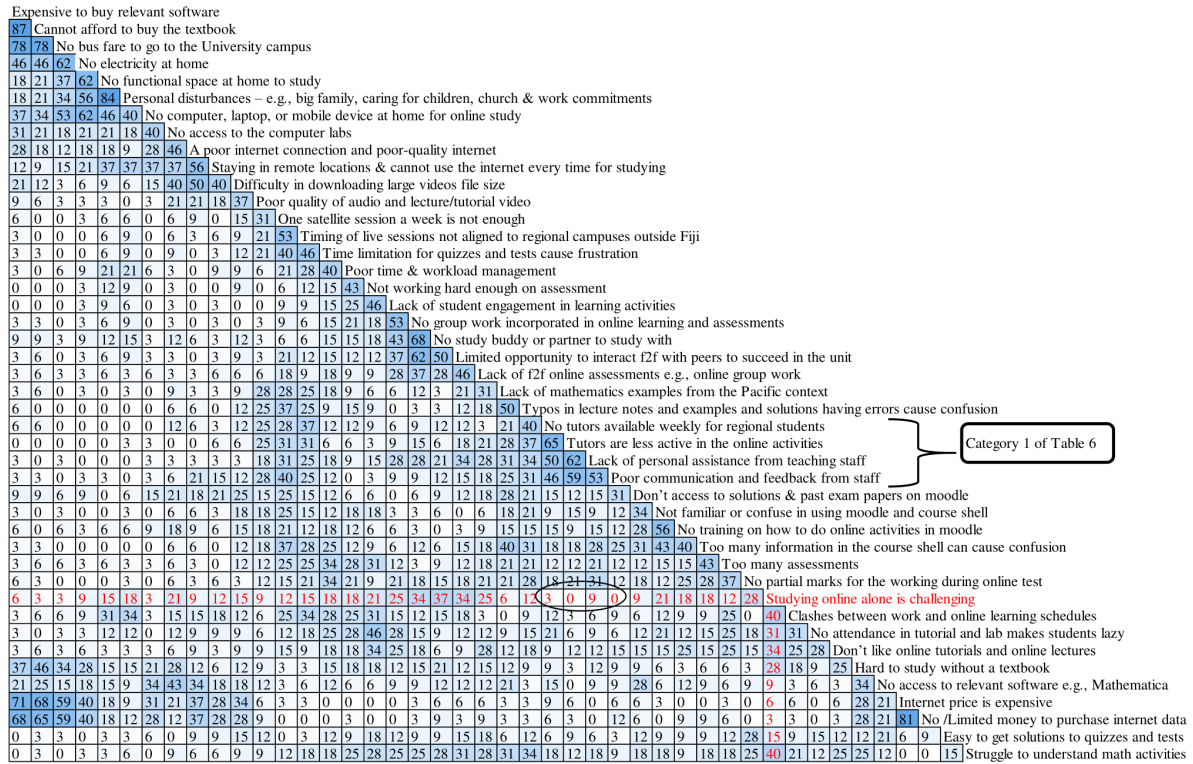 Expensive to buy relevant software
87 Cannot afford to buy the textbook
78 78 No bus fare to go to the University campus
46 46 62 No electricity at home
18 21 37 62 No functional space at home to study
18 21 34 56 84 Personal disturbances – e.g., big family, caring for children, church & work commitments
37 34 53 62 46 40 No computer, laptop, or mobile device at home for online study
31 21 18 21 21 18 40 No access to the computer labs
28 18 12 18 18 9 28 46 A poor internet connection and poor-quality internet
12 9 15 21 37 37 37 37 56 Staying in remote locations & cannot use the internet every time for studying
21 12 3 6 9 6 15 40 50 40 Difficulty in downloading large videos file size
9 6 3 3 3 0 3 21 21 18 37 Poor quality of audio and lecture/tutorial video
6 0 0 3 6 6 0 6 9 0 15 31 One satellite session a week is not enough
3 0 0 0 6 9 0 6 3 6 9 21 53 Timing of live sessions not aligned to regional campuses outside Fiji
3 3 0 0 6 9 0 9 0 3 12 21 40 46 Time limitation for quizzes and tests cause frustration
3 0 6 9 21 21 6 3 0 9 9 6 21 28 40 Poor time & workload management
0 0 0 3 12 9 0 3 0 0 9 0 6 12 15 43 Not working hard enough on assessment
0 0 0 3 9 6 0 3 0 3 0 0 9 9 15 25 46 Lack of student engagement in learning activities
3 3 0 3 6 9 0 3 0 3 0 3 9 6 15 21 18 53 No group work incorporated in online learning and assessments
9 9 3 9 12 15 3 12 6 3 12 3 6 6 15 15 18 43 68 No study buddy or partner to study with
3 6 0 3 6 9 3 3 0 3 9 3 21 12 15 12 12 37 62 50 Limited opportunity to interact f2f with peers to succeed in the unit
3 6 3 3 6 3 6 3 3 6 6 6 18 9 18 9 9 28 37 28 46 Lack of f2f online assessments e.g., online group work
3 6 0 3 0 3 0 9 3 3 9 28 28 25 18 9 6 6 12 3 21 31 Lack of mathematics examples from the Pacific context
6 0 0 0 0 0 0 6 6 0 12 25 37 25 9 15 9 0 3 3 12 18 50 Typos in lecture notes and examples and solutions having errors cause confusion
6 6 0 0 0 0 0 12 6 3 12 25 28 37 12 12 9 6 9 12 12 3 21 40 No tutors available weekly for regional students
0 3 0 0 0 3 0 0 6 6 25 31 31 6 6 3 9 15 6 18 21 28 37 65 Tutors are less active in the online activities
Category 1 of Table 6
3 0 3 0 0 3 3 3 3 3 18 31 25 18 9 15 28 28 21 34 28 31 34 50 62 Lack of personal assistance from teaching staff
3 3 0 3 0 3 6 21 15 12 28 40 25 12 0 3 0 9 9 15 18 25 31 46 59 53 Poor communication and feedback from staff
9 9 6 9 0 6 15 21 18 21 25 15 25 15 12 6 6 0 6 9 12 18 28 21 15 12 15 31 Don't access to solutions & past exam papers on moodle
3 0 3 0 0 3 3 6 6 3 18 18 25 15 12 18 18 3 3 6 0 6 18 21 9 15 9 12 34 Not familiar or confuse in using moodle and course shell
6 0 6 3 6 6 9 18 9 6 15 18 21 12 18 12 6 6 3 0 3 9 15 15 15 9 15 12 28 56 No training on how to do online activities in moodle
3 3 0 0 0 0 0 6 6 0 12 18 37 28 25 12 9 6 12 6 15 18 40 31 18 18 28 25 31 43 40 Too many information in the course shell can cause confusion
3 6 0 3 3 6 3 3 6 3 0 12 12 25 25 34 28 31 12 3 9 12 18 21 21 12 12 21 12 12 15 15 43 Too many assessments
6 3 0 0 0 3 0 6 3 6 3 12 15 21 34 21 9 21 18 15 18 21 21 28 18 21 31 12 18 12 25 28 37 No partial marks for the working during online test
6 3 3 9 15 18 3 21 9 12 15 9 12 15 18 18 21 25 34 37 34 25 6 12 3 0 9 0 9 21 18 18 12 28 Studying online alone is challenging
3 6 6 9 31 34 3 15 15 18 12 6 25 34 28 25 31 15 12 15 18 3 0 9 12 3 6 9 6 12 9 9 25 0 40 Clashes between work and online learning schedules
3 0 3 3 12 12 0 12 9 9 9 6 12 18 25 28 46 28 15 9 12 12 9 15 21 6 9 6 12 21 12 15 25 18 31 31 No attendance in tutorial and lab makes students lazy
3 6 3 6 3 3 6 9 3 9 9 15 9 18 18 34 25 18 6 9 12 18 9 12 9 12 12 15 15 12 15 25 15 25 15 34 25 28 Don't like online tutorials and online lectures
37 46 34 28 15 15 21 28 12 6 12 9 3 3 15 18 18 12 15 21 12 15 12 9 9 3 12 9 9 6 3 6 6 3 28 18 9 25 Hard to study without a textbook
21 25 15 18 15 9 34 43 34 18 18 12 3 6 12 6 6 9 9 12 12 12 21 3 15 0 9 9 28 6 12 9 6 9 9 3 6 3 34 No access to relevant software e.g., Mathematica
71 68 59 40 18 9 31 21 37 28 34 6 3 3 0 0 0 3 6 6 6 3 3 9 6 0 6 6 3 6 6 3 3 0 6 6 0 6 28 21 Internet price is expensive
68 65 59 40 18 12 28 12 37 28 28 9 0 0 0 3 0 3 9 3 9 3 3 6 3 0 12 6 0 9 9 6 0 3 3 0 3 28 21 81 No /Limited money to purchase internet data
0 3 3 0 3 3 0 6 0 9 9 15 12 0 3 12 9 18 12 9 9 15 18 6 12 6 9 6 3 12 9 9 9 12 28 15 9 15 12 12 21 6 9 Easy to get solutions to quizzes and tests
0 3 0 3 3 6 0 9 6 6 9 9 12 18 18 25 28 25 25 28 31 28 31 34 18 12 18 9 18 18 18 18 25 34 25 40 21 12 25 25 12 0 0 15 Struggle to understand math activities